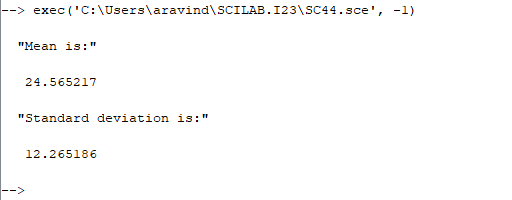 --> exec('C:\Users\aravind\SCILAB.I23\SC44.sce', -1)
"Mean is:"
24.565217
"Standard deviation is:"
12.265186
-->